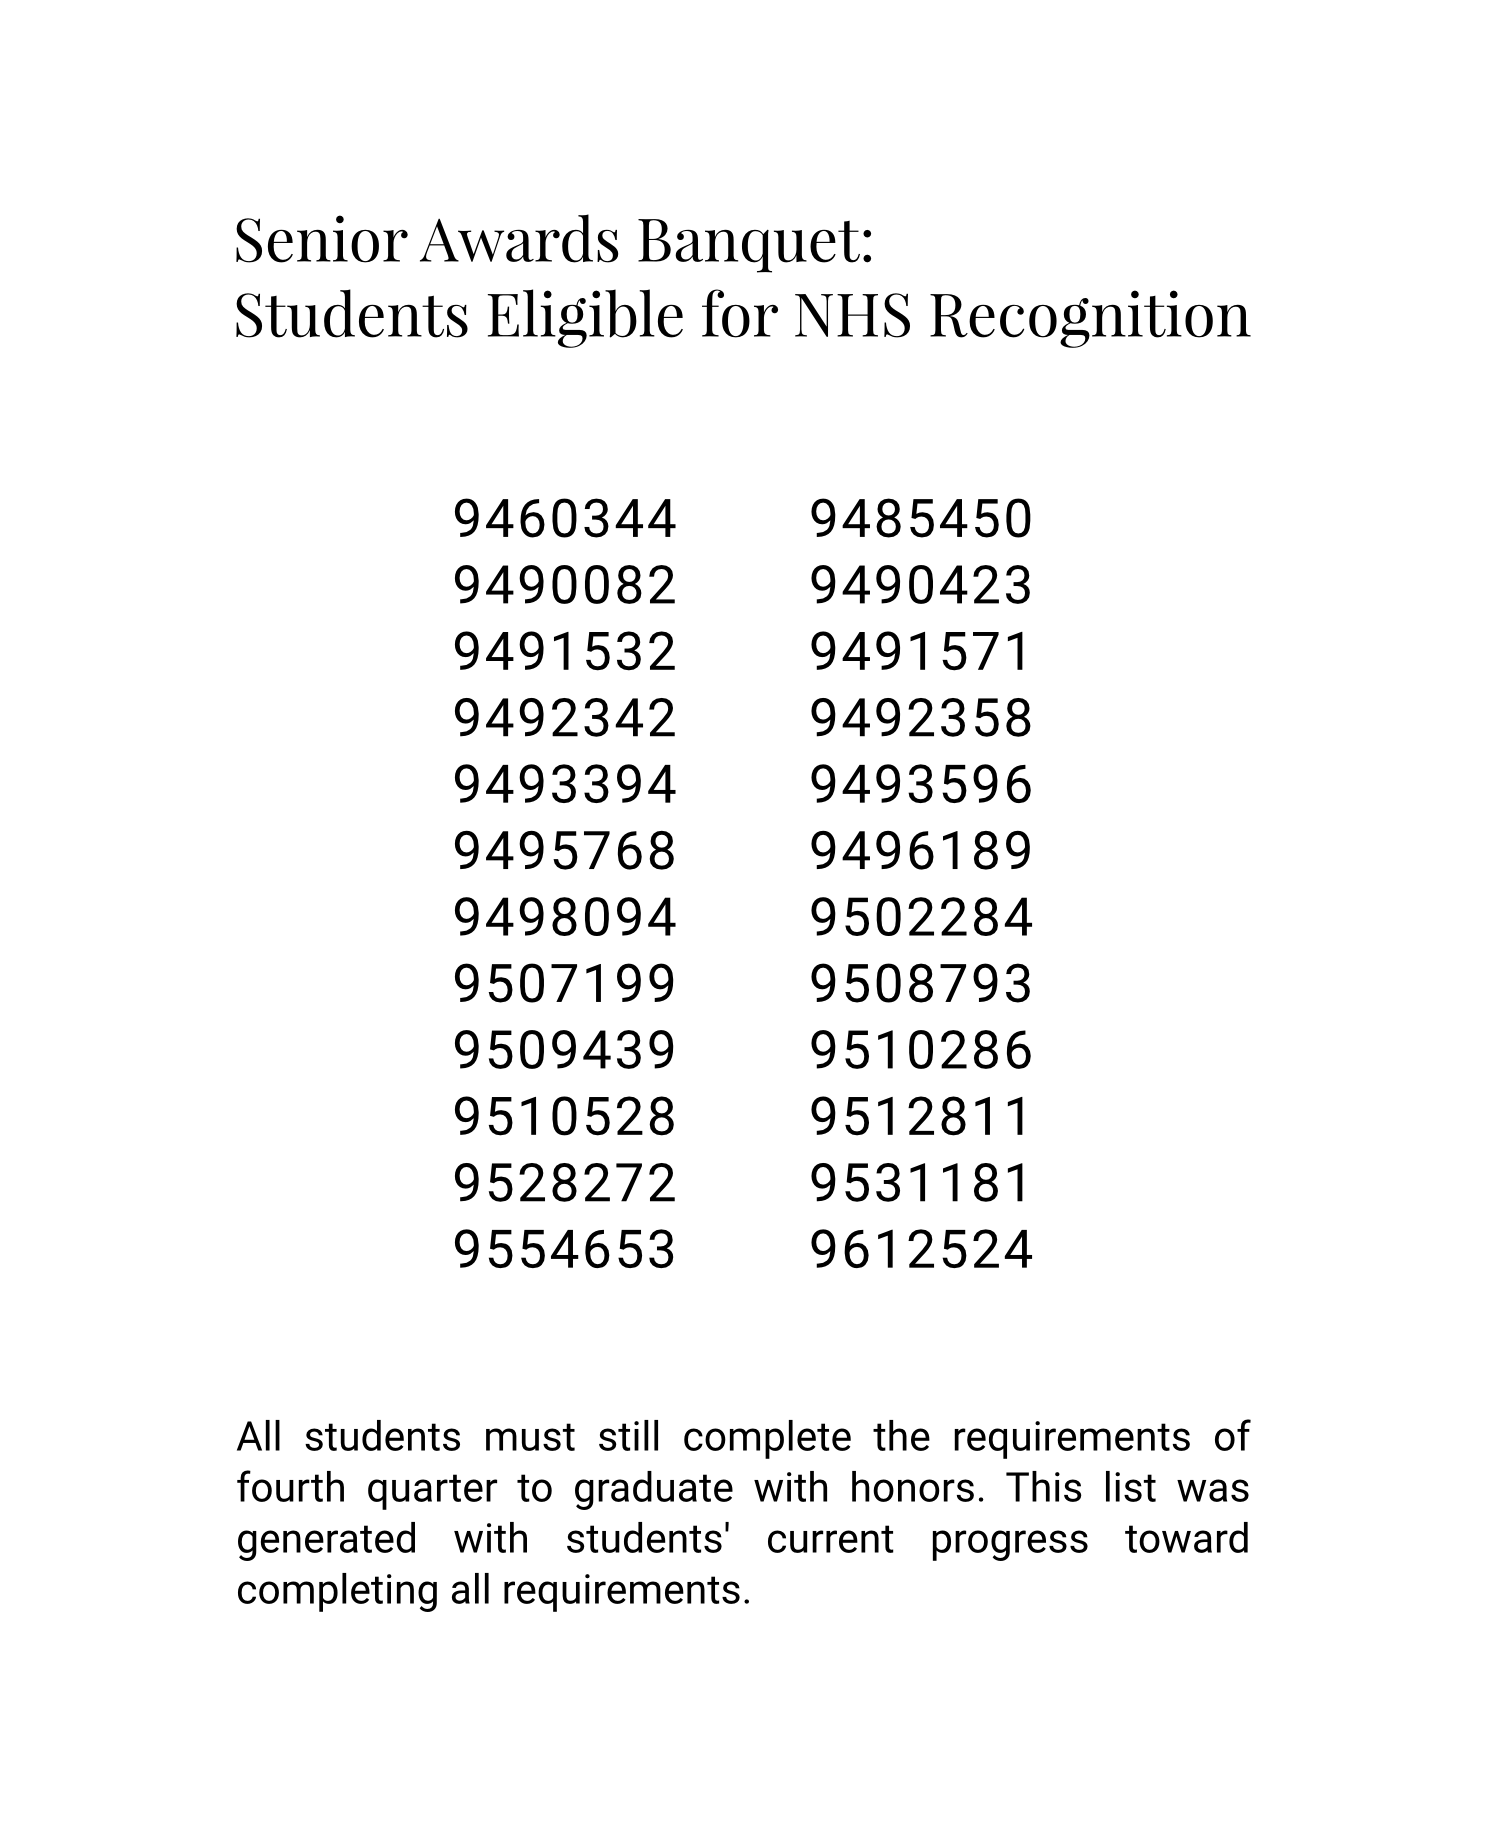 Senior Awards Banquet:
Students Eligible for NHS Recognition
9460344 9485450
9490082 9490423
9491532 9491571
9492342 9492358
9493394 9493596
9495768 9496189
9498094 9502284
9507199 9508793
9509439 9510286
9510528 9512811
9528272 9531181
9554653 9612524
All students must still complete the requirements of
fourth quarter to graduate with honors. This list was
generated with students' current progress toward
completing all requirements.